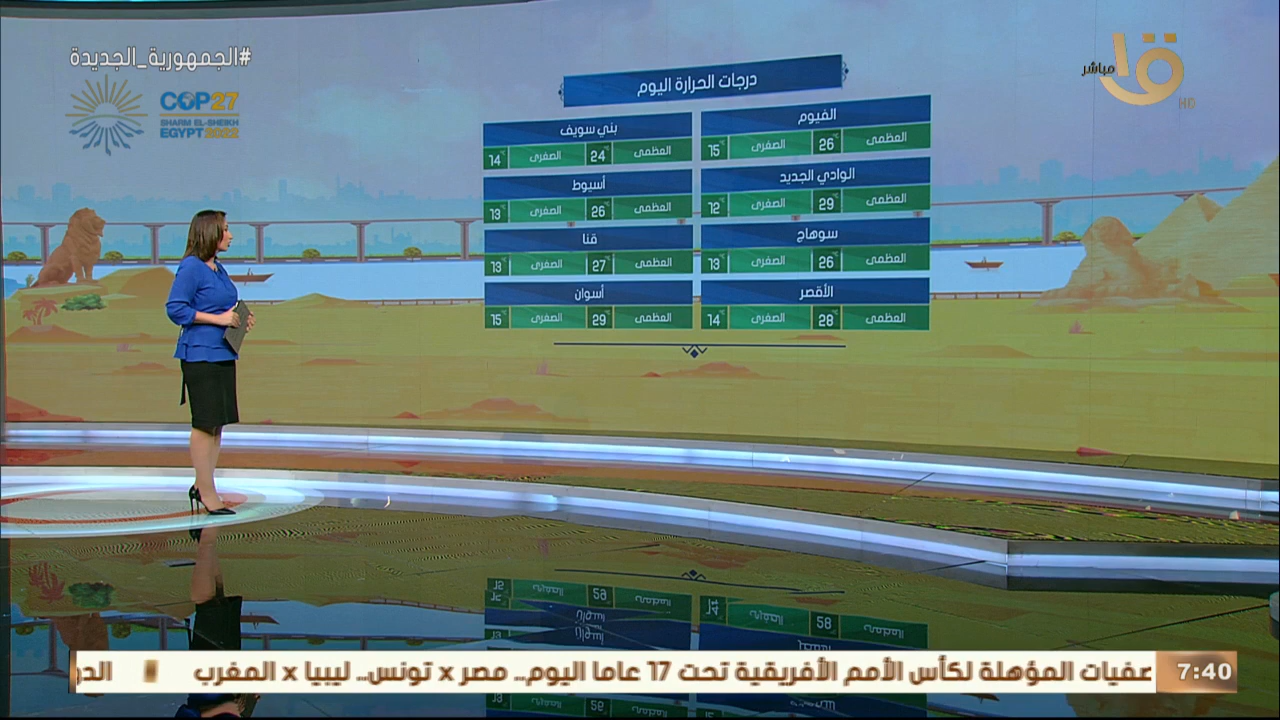 #الجمهورية_الجديدة
COP27
SHARM EL-SHEIKH
EGYPT 2022
مباشر
HD
درجات الحرارة اليوم
الفيوم
العظمى 26 الصغرى 15
بني سويف
العظمى 24 الصغرى 14
الوادي الجديد
العظمى 29 الصغرى 12
أسيوط
العظمى 26 الصغرى 13
سوهاج
العظمى 26 الصغرى 13
قنا
العظمى 27 الصغرى 13
الأقصر
العظمى 28 الصغرى 14
أسوان
العظمى 29 الصغرى 15
7:40
صفيات المؤهلة لكأس الأمم الأفريقية تحت 17 عاما اليوم.. مصر x تونس.. ليبيا x المغرب